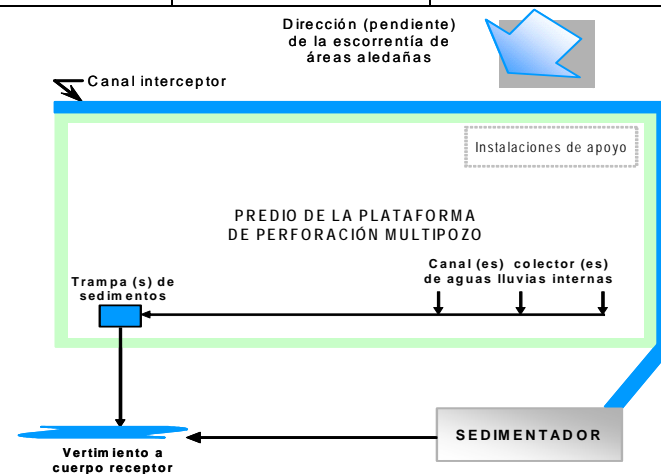 Dirección (pendiente)
de la escorrentía de
áreas aledañas
Canal interceptor
Instalaciones de apoyo
PREDIO DE LA PLATAFORMA
DE PERFORACIÓN MULTIPOZO
Canal (es) colector (es)
de aguas lluvias internas
Trampa (s) de
sedimentos
SEDIMENTADOR
Vertimiento a
cuerpo receptor